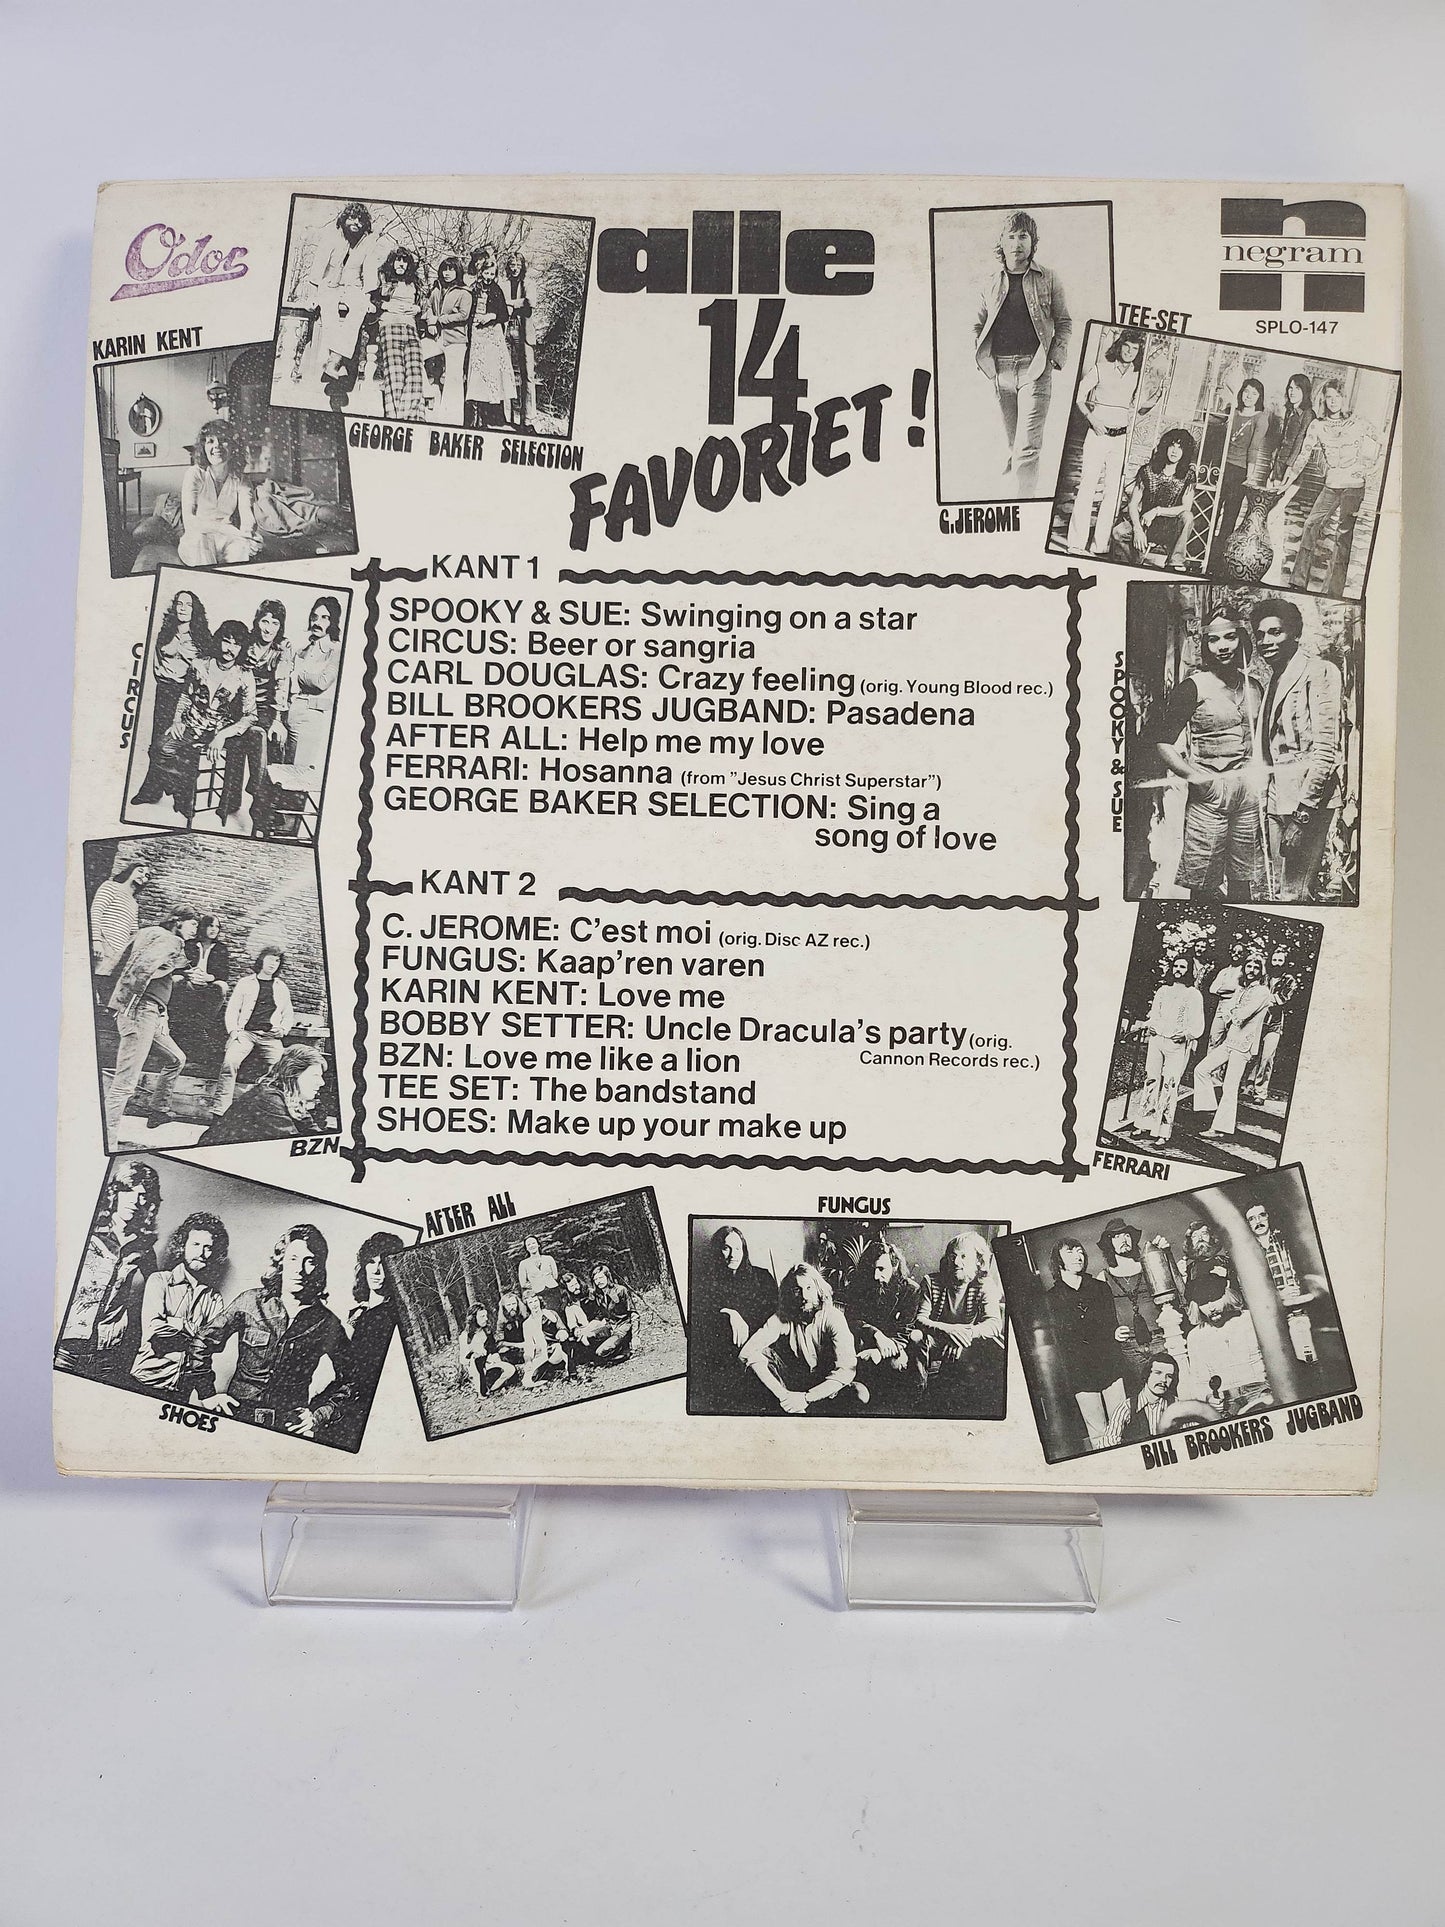 O'dor
alle
14
FAVORIET!
n
negram
SPLO-147
KARIN KENT
GEORGE BAKER SELECTION
C.JEROME
TEE-SET
CIRCUS
SPOOKY & SUE
KANT 1
SPOOKY & SUE: Swinging on a star
CIRCUS: Beer or sangria
CARL DOUGLAS: Crazy feeling (orig. Young Blood rec.)
BILL BROOKERS JUGBAND: Pasadena
AFTER ALL: Help me my love
FERRARI: Hosanna (from "Jesus Christ Superstar")
GEORGE BAKER SELECTION: Sing a
song of love
KANT 2
C. JEROME: C'est moi (orig. Disc AZ rec.)
FUNGUS: Kaap'ren varen
KARIN KENT: Love me
BOBBY SETTER: Uncle Dracula's party (orig.
Cannon Records rec.)
BZN: Love me like a lion
TEE SET: The bandstand
SHOES: Make up your make up
BZN
FERRARI
SHOES
AFTER ALL
FUNGUS
BILL BROOKERS JUGBAND